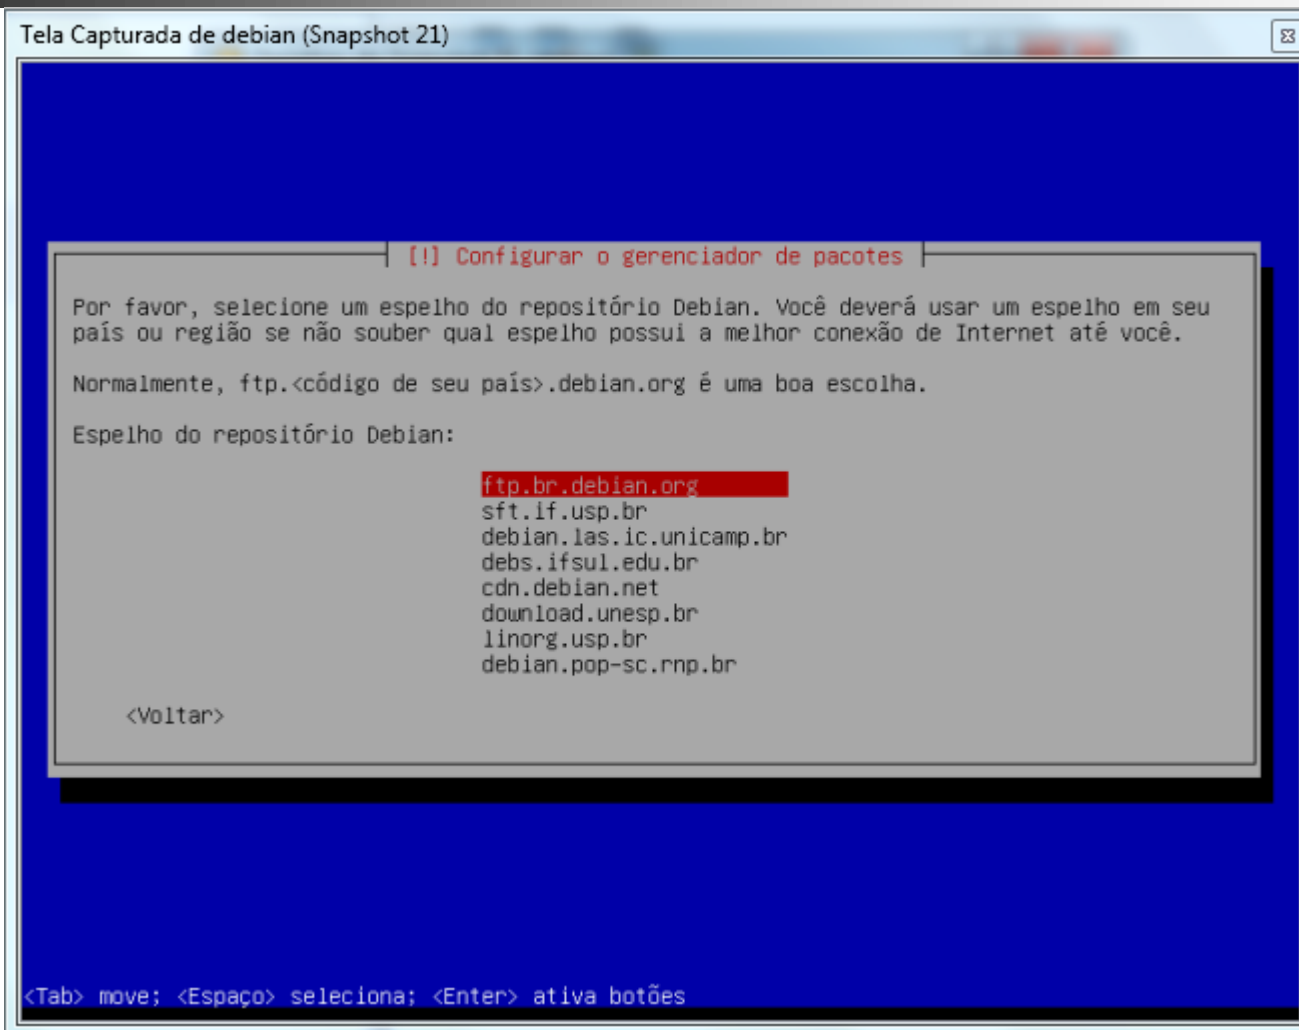 Tela Capturada de debian (Snapshot 21)
[!] Configurar o gerenciador de pacotes
Por favor, selecione um espelho do repositório Debian. Você deverá usar um espelho em seu
país ou região se não souber qual espelho possui a melhor conexão de Internet até você.
Normalmente, ftp.<código de seu país>.debian.org é uma boa escolha.
Espelho do repositório Debian:
ftp.br.debian.org
sft.if.usp.br
debian.las.ic.unicamp.br
debs.ifsul.edu.br
cdn.debian.net
download.unesp.br
linorg.usp.br
debian.pop-sc.rnp.br
<Voltar>
<Tab> move; <Espaço> seleciona; <Enter> ativa botões